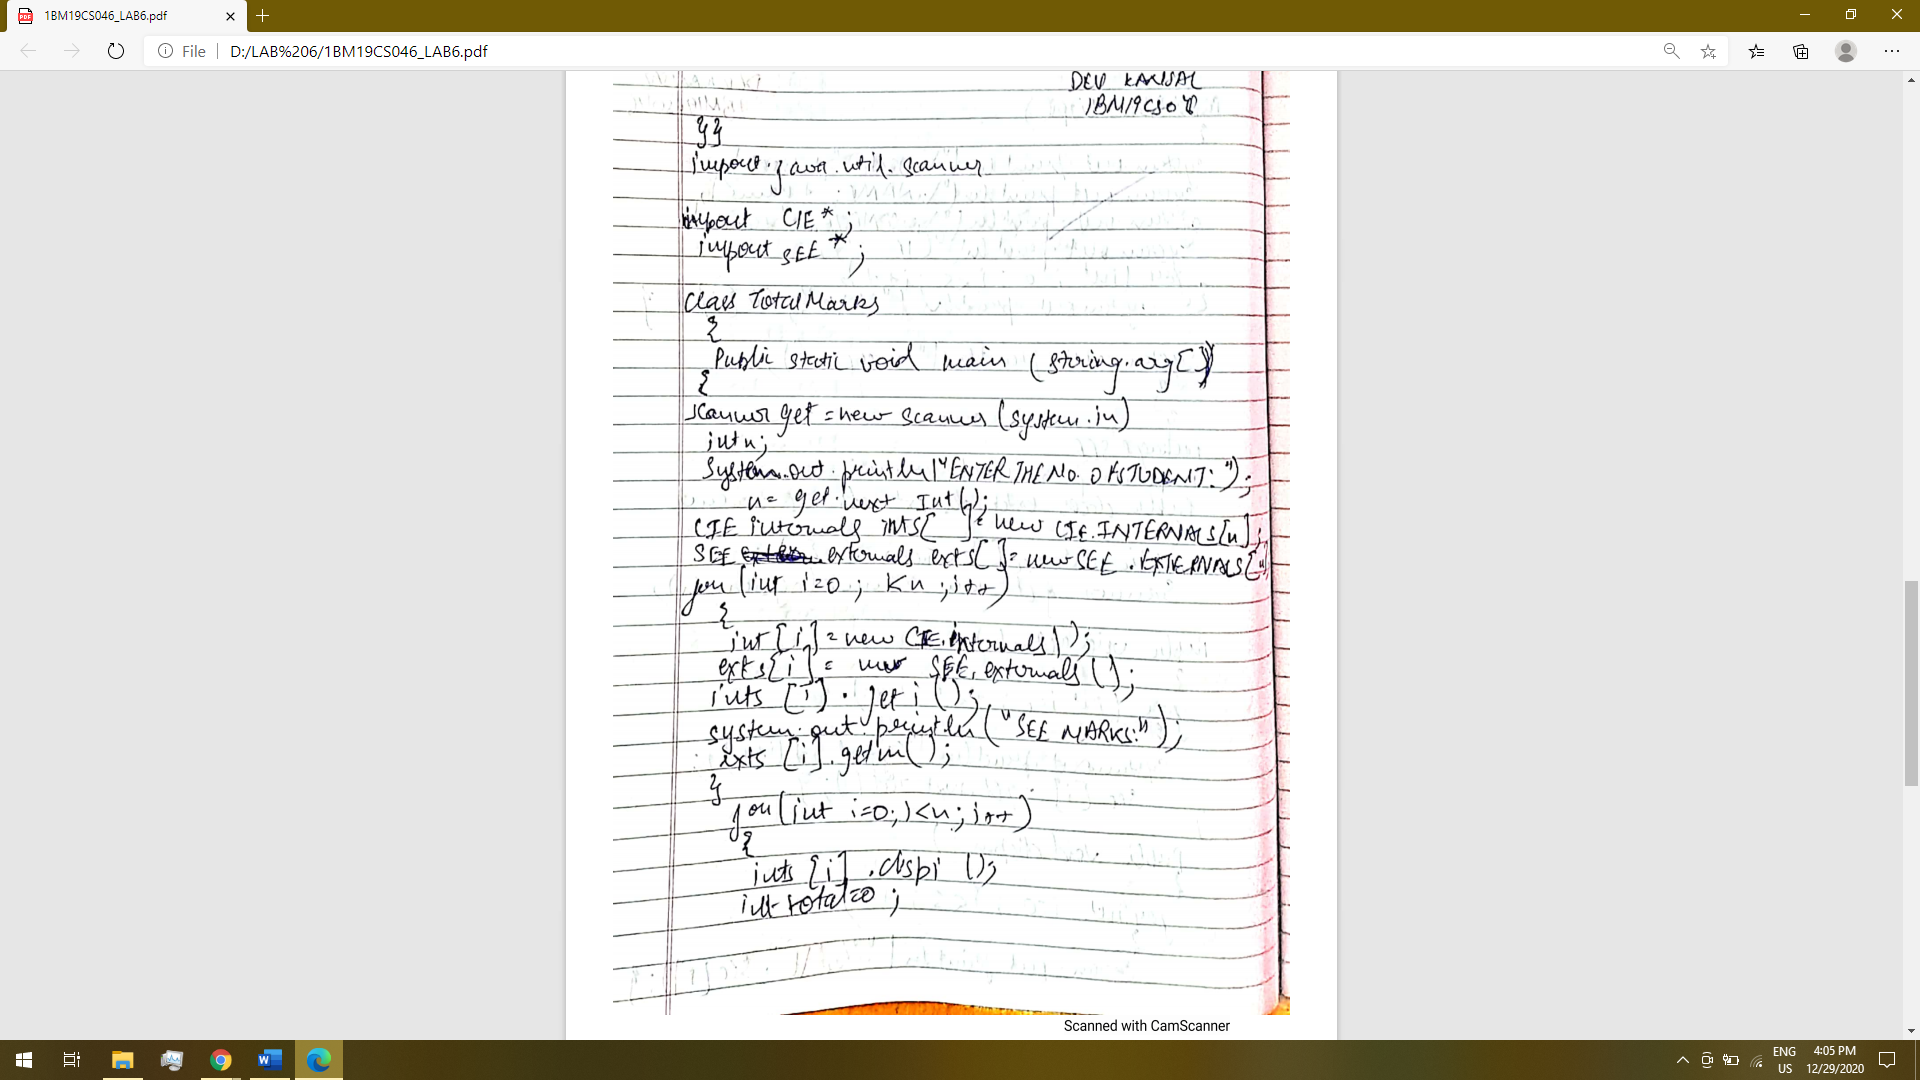 1BM19CS046_LAB6.pdf
File D:/LAB%206/1BM19CS046_LAB6.pdf
DEV KANSAL
1BM19CS04
}}
import java.util.scanner
import CIE*;
import SEE*;
Class TotalMarks
{
Public static void main (string.arg[])
{
scanner get = new scanner (system.in)
int n;
System.out.println("ENTER THE NO. OF STUDENT:");
n = get.next Int();
CIE internals ints[ ] = new CIE.INTERNALS[n];
SEE externals exts[ ] = new SEE.EXTERNALS[n]
for (int i=0 ; <n ; i++)
{
int [i] = new CIE.internals();
exts[i] = new SEE.externals();
ints [i] . geti ();
system.out.println ("SEE MARKS:");
exts [i].getm();
}
for (int i=0;)<n; i++)
{
ints [i] .dispi ();
int total=0 ;
Scanned with CamScanner
ENG
US
4:05 PM
12/29/2020